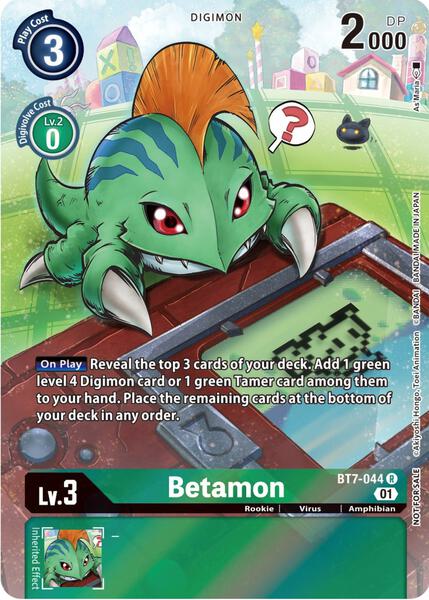 DIGIMON
Play Cost
3
DP
2000
Digivolve Cost
Lv.2
0
?
As'Maria
On Play Reveal the top 3 cards of your deck. Add 1 green
level 4 Digimon card or 1 green Tamer card among them
to your hand. Place the remaining cards at the bottom of
your deck in any order.
©Akiyoshi Hongo, Toei Animation ©BANDAI BANDAI MADE IN JAPAN
NOT FOR SALE
Lv.3
Betamon
BT7-044 R
01
Rookie | Virus | Amphibian
Inherited Effect
–